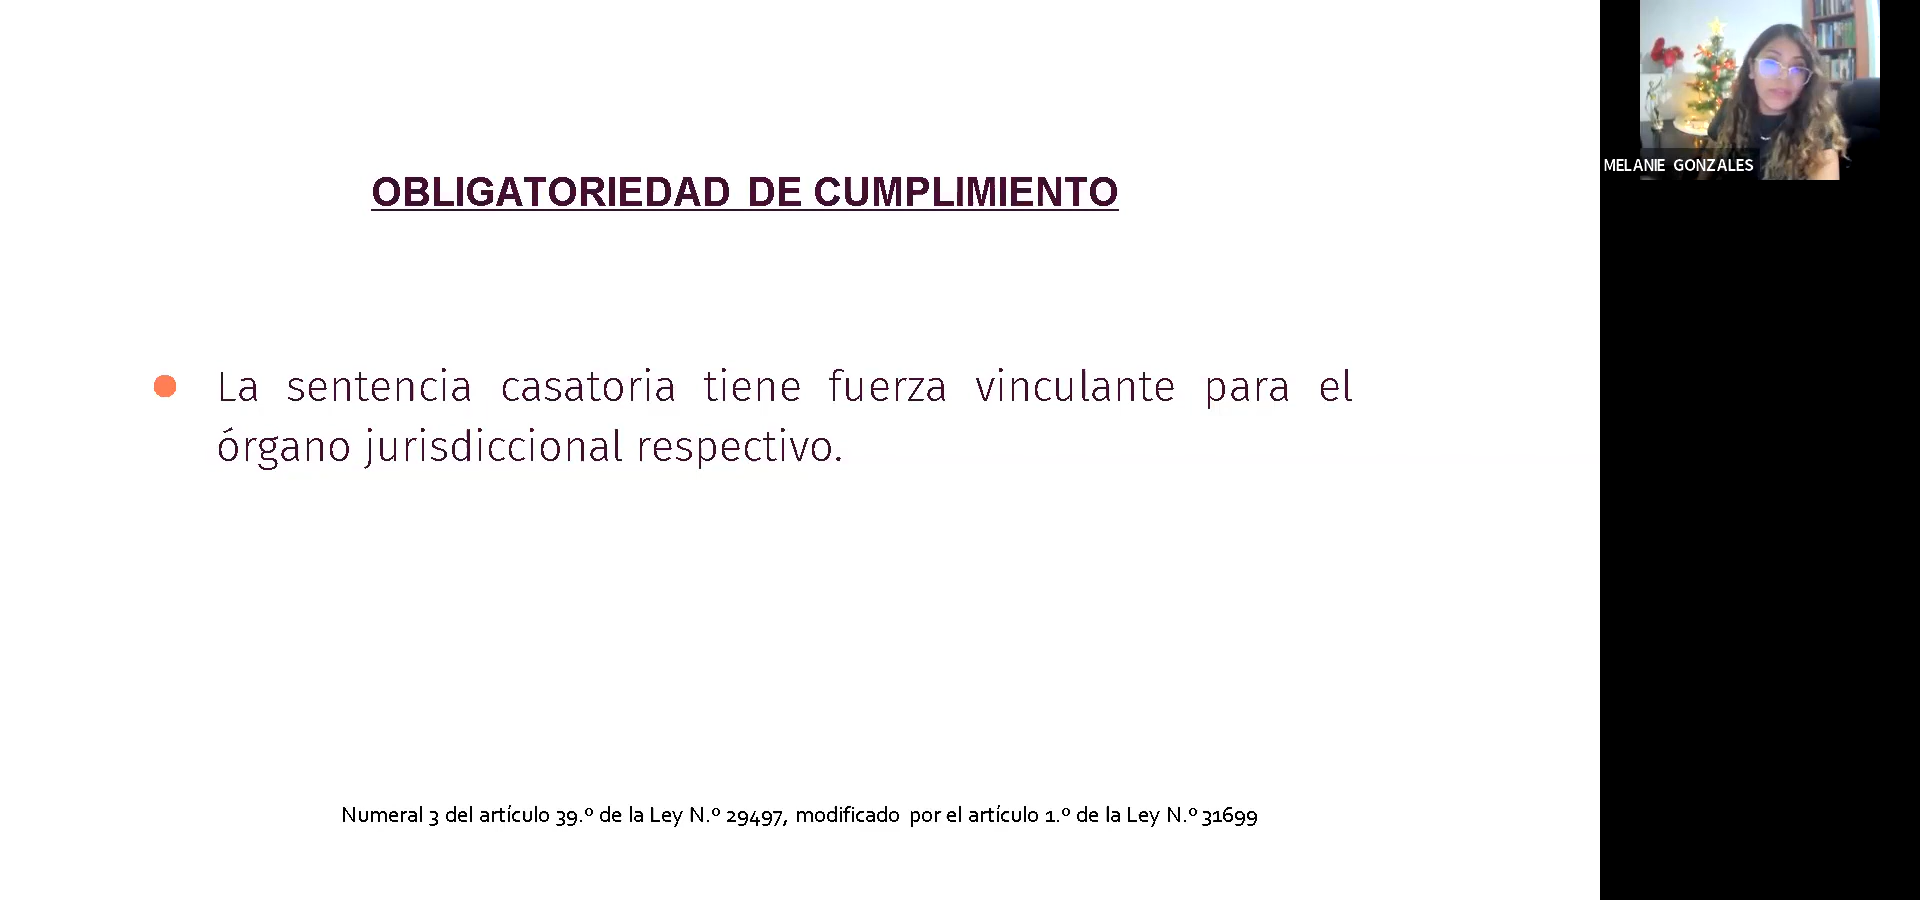 OBLIGATORIEDAD DE CUMPLIMIENTO
La sentencia casatoria tiene fuerza vinculante para el
órgano jurisdiccional respectivo.
Numeral 3 del artículo 39.º de la Ley N.º 29497, modificado por el artículo 1.º de la Ley N.º 31699
MELANIE GONZALES